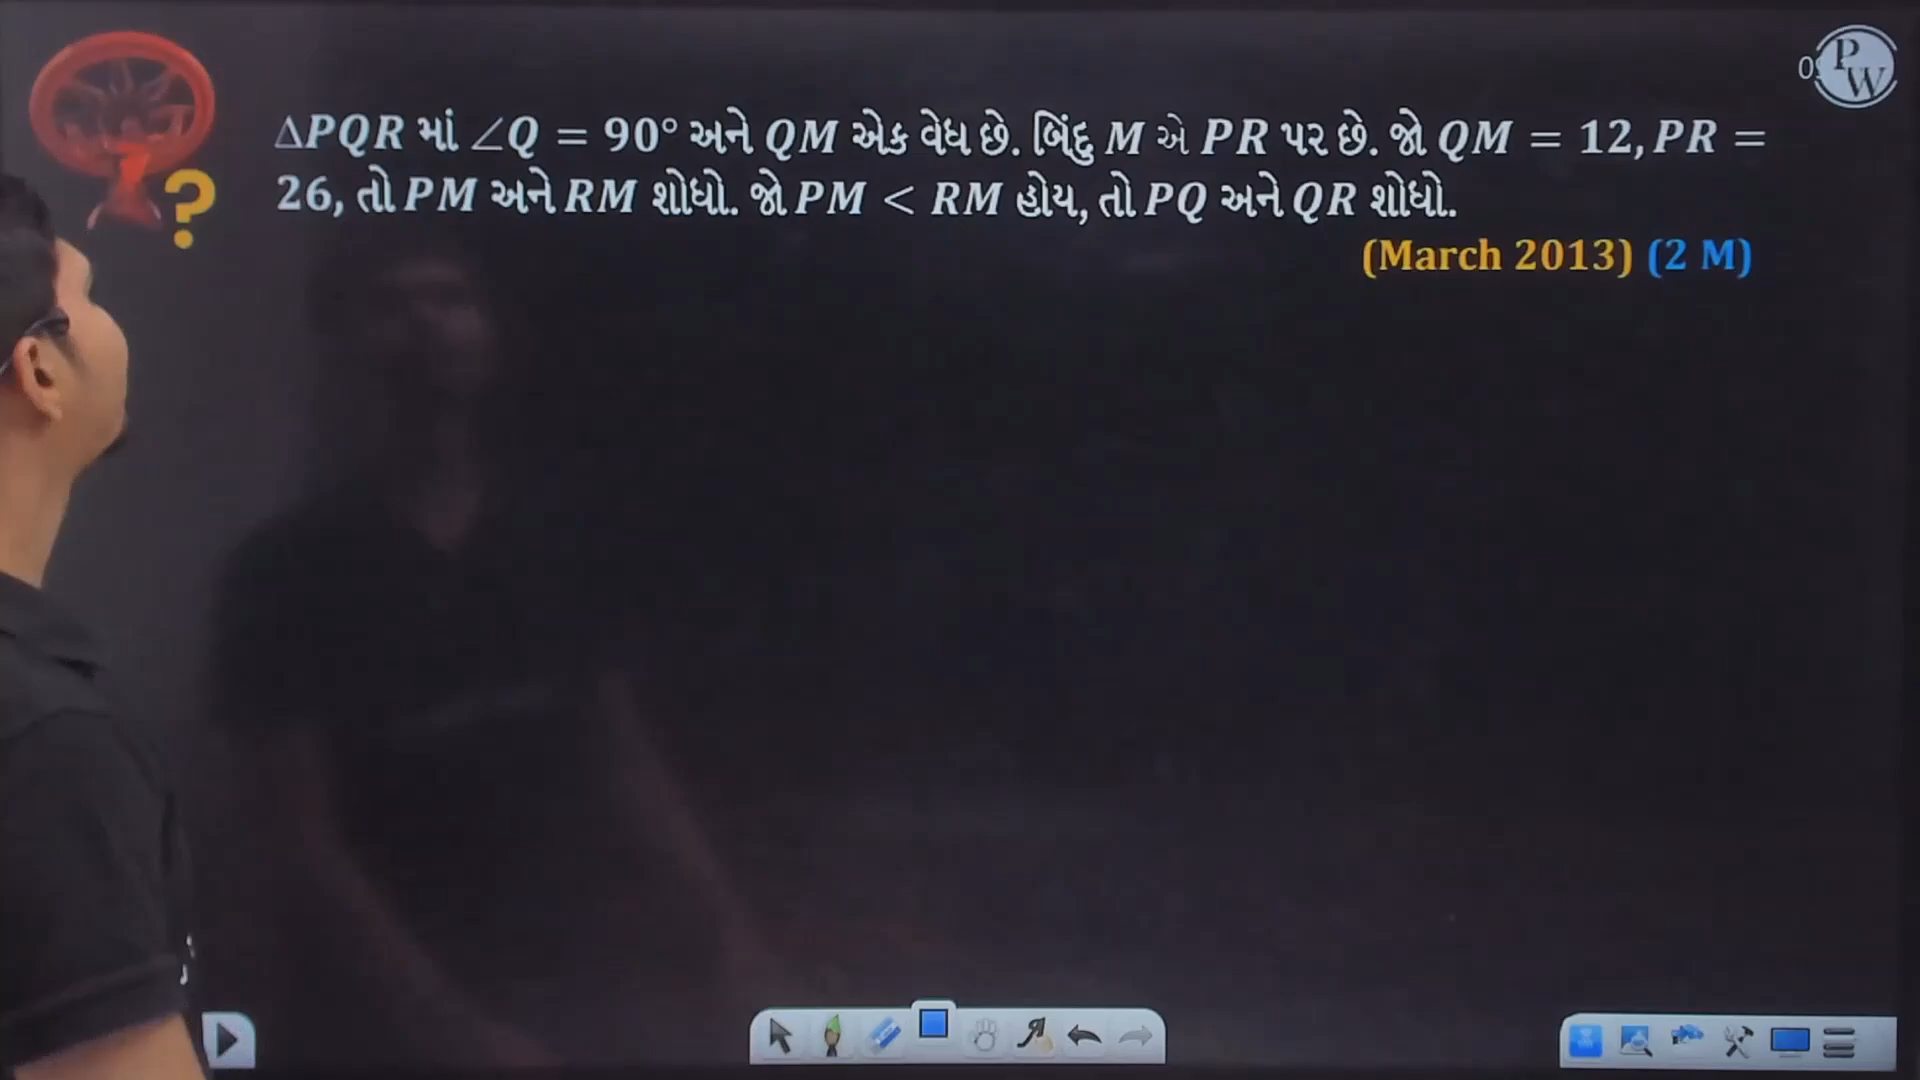 PW
ΔPQR માં ∠Q = 90° અને QM એક વેધ છે. બિંદુ M એ PR પર છે. જો QM = 12, PR =
26, તો PM અને RM શોધો. જો PM < RM હોય, તો PQ અને QR શોધો.
(March 2013) (2 M)